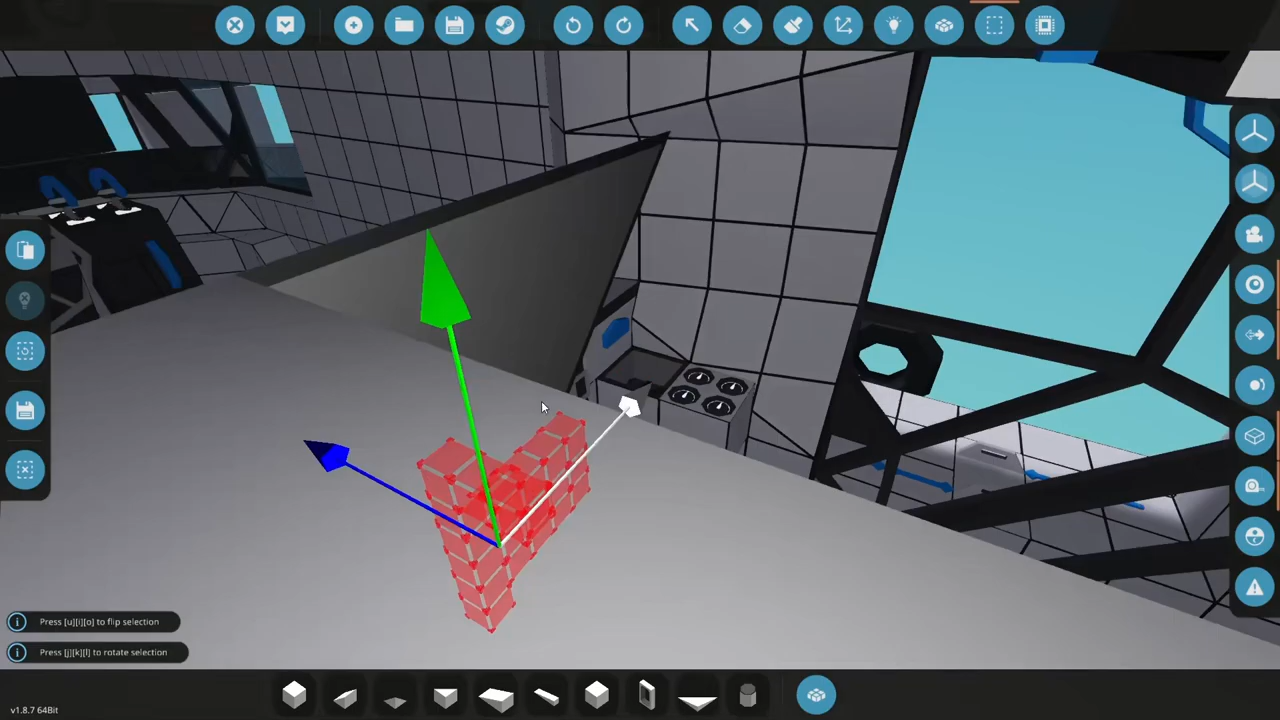 Press [u][i][o] to flip selection
Press [j][k][l] to rotate selection
v1.8.7 64Bit